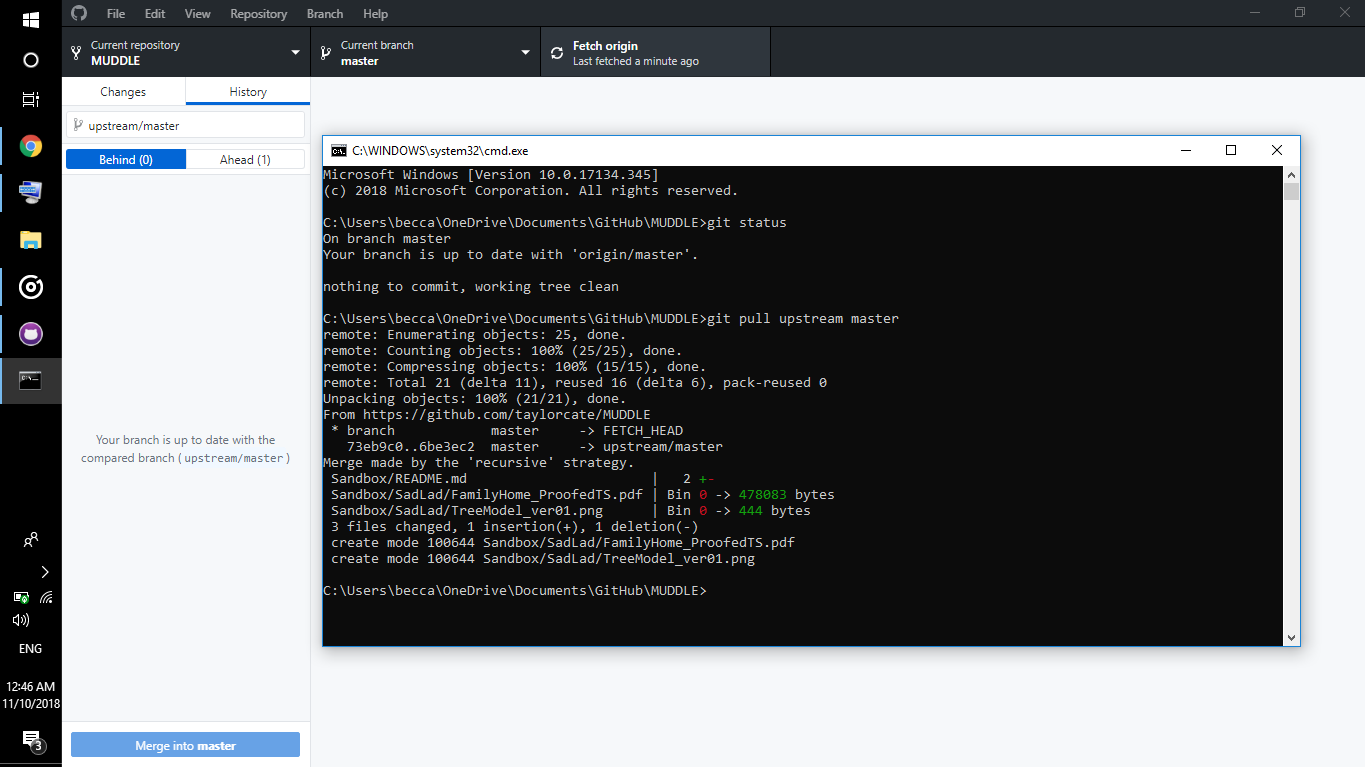 File Edit View Repository Branch Help
Current repository
MUDDLE
Current branch
master
Fetch origin
Last fetched a minute ago
Changes History
upstream/master
Behind (0) Ahead (1)
Your branch is up to date with the
compared branch ( upstream/master )
Merge into master
C:\WINDOWS\system32\cmd.exe
Microsoft Windows [Version 10.0.17134.345]
(c) 2018 Microsoft Corporation. All rights reserved.
C:\Users\becca\OneDrive\Documents\GitHub\MUDDLE>git status
On branch master
Your branch is up to date with 'origin/master'.
nothing to commit, working tree clean
C:\Users\becca\OneDrive\Documents\GitHub\MUDDLE>git pull upstream master
remote: Enumerating objects: 25, done.
remote: Counting objects: 100% (25/25), done.
remote: Compressing objects: 100% (15/15), done.
remote: Total 21 (delta 11), reused 16 (delta 6), pack-reused 0
Unpacking objects: 100% (21/21), done.
From https://github.com/taylorcate/MUDDLE
* branch master -> FETCH_HEAD
73eb9c0..6be3ec2 master -> upstream/master
Merge made by the 'recursive' strategy.
Sandbox/README.md | 2 +-
Sandbox/SadLad/FamilyHome_ProofedTS.pdf | Bin 0 -> 478083 bytes
Sandbox/SadLad/TreeModel_ver01.png | Bin 0 -> 444 bytes
3 files changed, 1 insertion(+), 1 deletion(-)
create mode 100644 Sandbox/SadLad/FamilyHome_ProofedTS.pdf
create mode 100644 Sandbox/SadLad/TreeModel_ver01.png
C:\Users\becca\OneDrive\Documents\GitHub\MUDDLE>
ENG
12:46 AM
11/10/2018
3